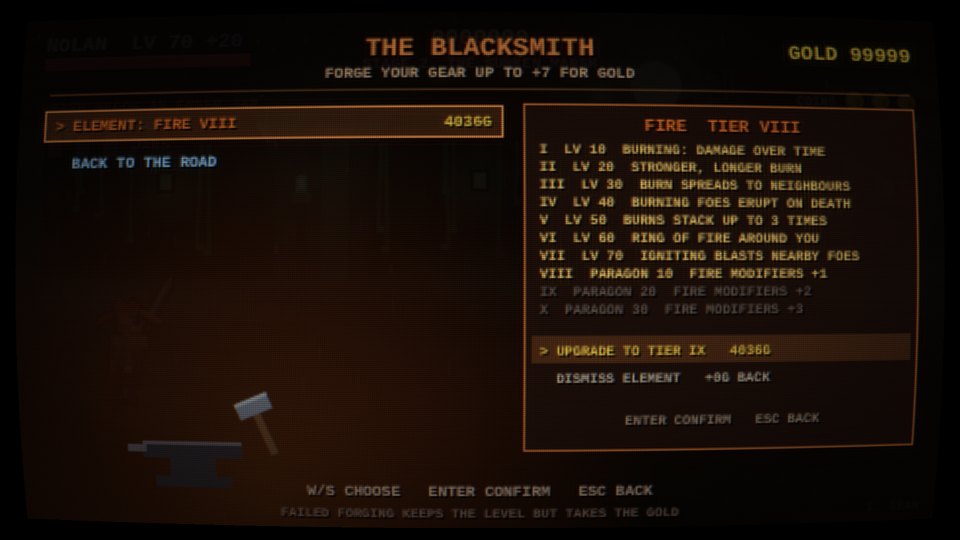 NOLAN LV 70 +20
THE BLACKSMITH
GOLD 99999
FORGE YOUR GEAR UP TO +7 FOR GOLD
> ELEMENT: FIRE VIII 4036G
BACK TO THE ROAD
FIRE TIER VIII
I LV 10 BURNING: DAMAGE OVER TIME
II LV 20 STRONGER, LONGER BURN
III LV 30 BURN SPREADS TO NEIGHBOURS
IV LV 40 BURNING FOES ERUPT ON DEATH
V LV 50 BURNS STACK UP TO 3 TIMES
VI LV 60 RING OF FIRE AROUND YOU
VII LV 70 IGNITING BLASTS NEARBY FOES
VIII PARAGON 10 FIRE MODIFIERS +1
IX PARAGON 20 FIRE MODIFIERS +2
X PARAGON 30 FIRE MODIFIERS +3
> UPGRADE TO TIER IX 4036G
DISMISS ELEMENT +0G BACK
ENTER CONFIRM ESC BACK
W/S CHOOSE ENTER CONFIRM ESC BACK
FAILED FORGING KEEPS THE LEVEL BUT TAKES THE GOLD